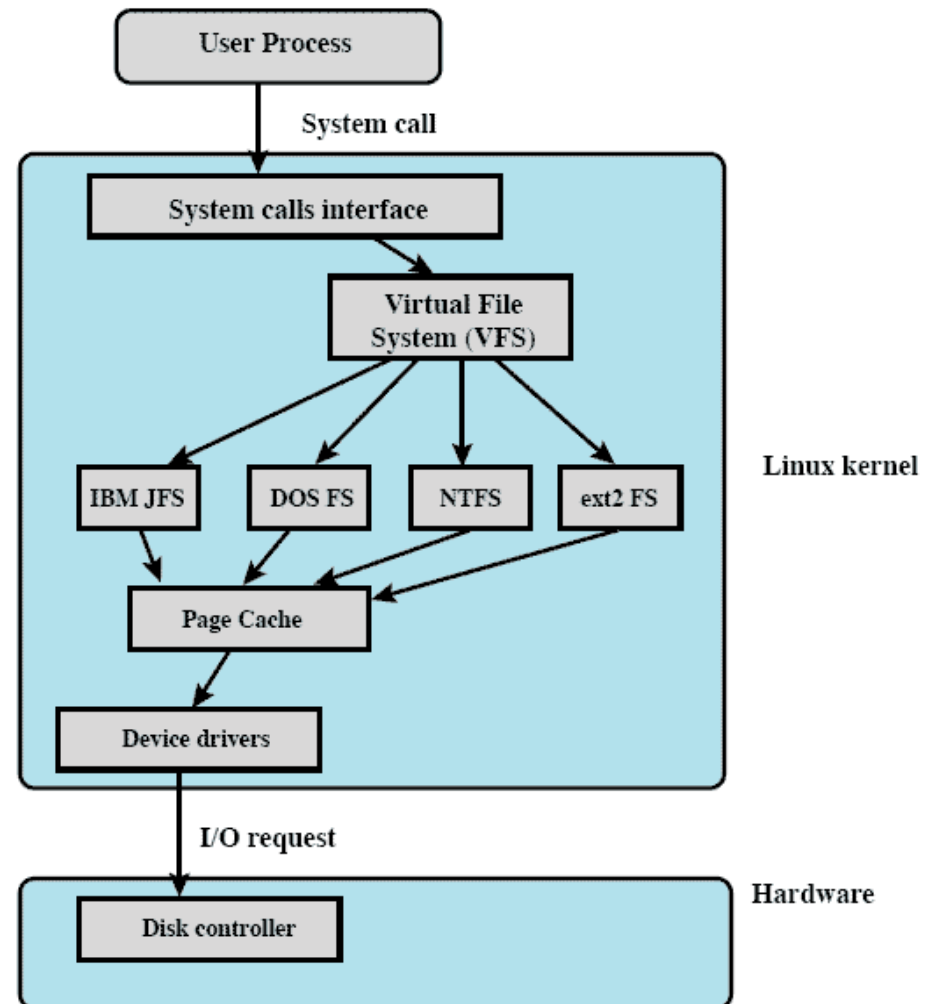 User Process
System call
System calls interface
Virtual File
System (VFS)
IBM JFS
DOS FS
NTFS
ext2 FS
Linux kernel
Page Cache
Device drivers
I/O request
Hardware
Disk controller